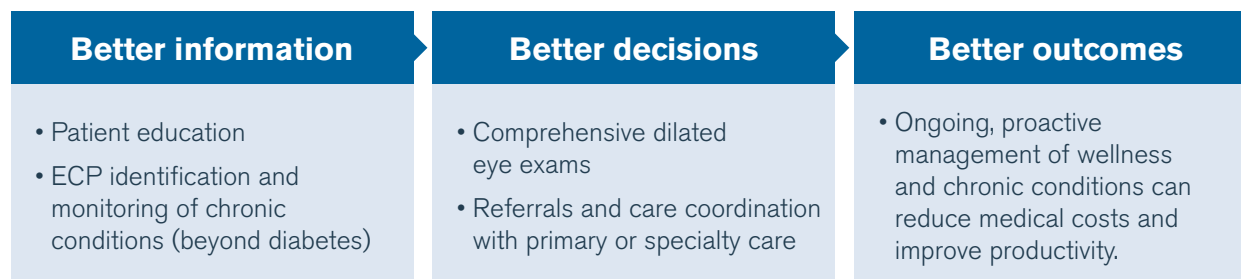 Better information
• Patient education
• ECP identification and
monitoring of chronic
conditions (beyond diabetes)
Better decisions
• Comprehensive dilated
eye exams
• Referrals and care coordination
with primary or specialty care
Better outcomes
• Ongoing, proactive
management of wellness
and chronic conditions can
reduce medical costs and
improve productivity.